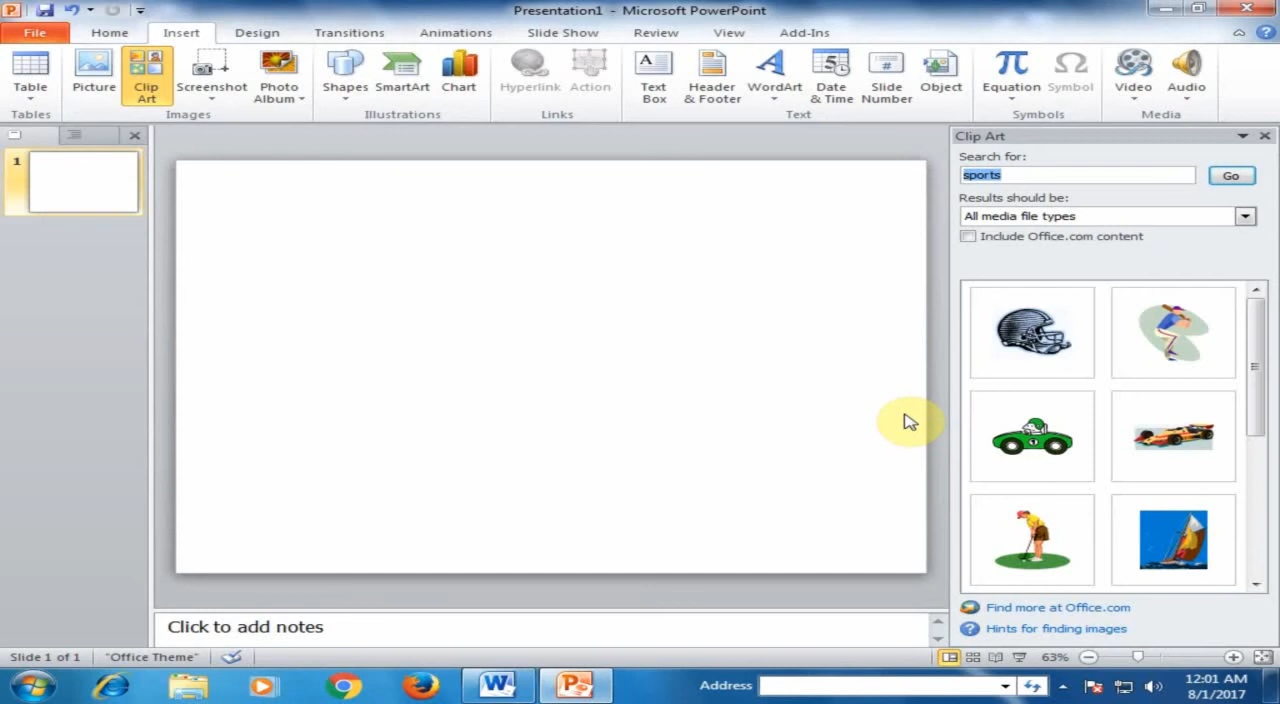 Presentation1 - Microsoft PowerPoint
File Home Insert Design Transitions Animations Slide Show Review View Add-Ins
Table Picture Clip Art Screenshot Photo Album Shapes SmartArt Chart Hyperlink Action Text Box Header & Footer WordArt Date & Time Slide Number Object Equation Symbol Video Audio
Tables Images Illustrations Links Text Symbols Media
Clip Art
Search for:
sports Go
Results should be:
All media file types
Include Office.com content
1
Find more at Office.com
Hints for finding images
Click to add notes
Slide 1 of 1 "Office Theme" 63%
Address
12:01 AM
8/1/2017